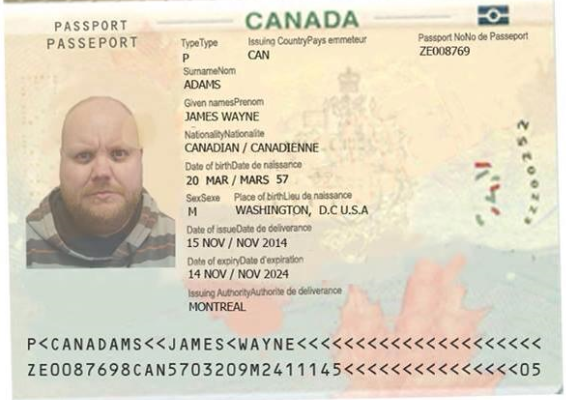 PASSPORT
PASSEPORT
CANADA
TypeType
Issuing CountryPays emmeteur
Passport NoNo de Passeport
P
CAN
ZE008769
SurnameNom
ADAMS
Given namesPrenom
JAMES WAYNE
NationalityNationalite
CANADIAN / CANADIENNE
Date of birthDate de naissance
20 MAR / MARS 57
SexSexe
Place of birthLieu de naissance
M
WASHINGTON, D.C U.S.A
Date of issueDate de deliverance
15 NOV / NOV 2014
Date of expiryDate d'expiration
14 NOV / NOV 2024
Issuing AuthorityAuthorite de deliverance
MONTREAL
P<CANADAMS<<JAMES<WAYNE<<<<<<<<<<<<<<<<<<<<<
ZE0087698CAN5703209M2411145<<<<<<<<<<<<<<<05